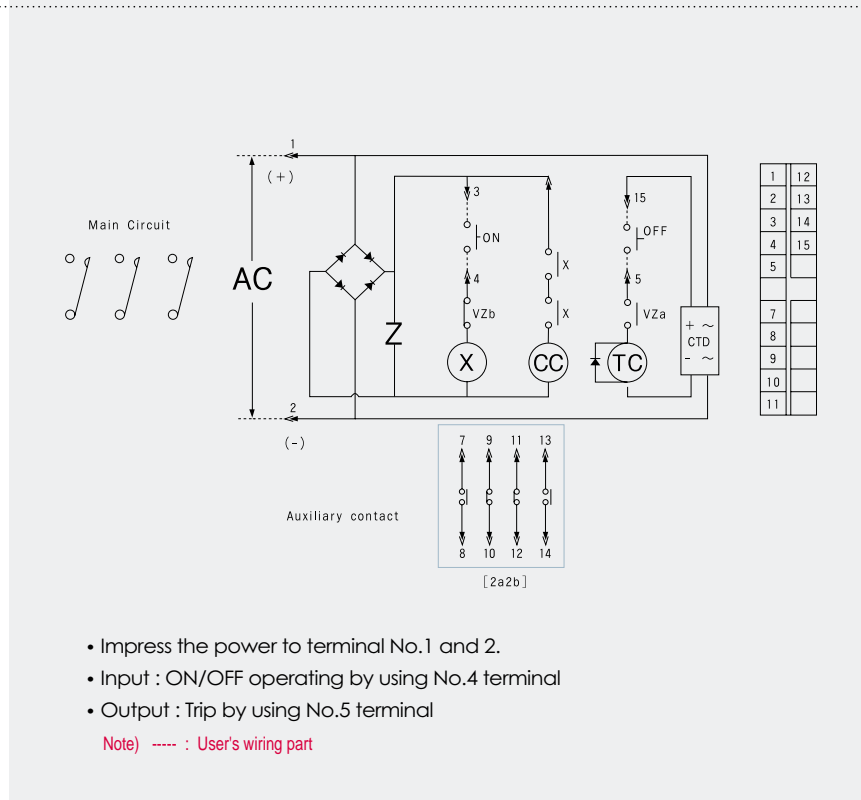 1
(+)
3
15
1 12
2 13
3 14
4 15
5
7
8
9
10
11
Main Circuit
ON
OFF
X
AC
4
5
VZb
X
VZa
Z
+ ~
CTD
- ~
X
CC
TC
2
(-)
7 9 11 13
Auxiliary contact
8 10 12 14
[2a2b]
• Impress the power to terminal No.1 and 2.
• Input : ON/OFF operating by using No.4 terminal
• Output : Trip by using No.5 terminal
Note) ----- : User's wiring part